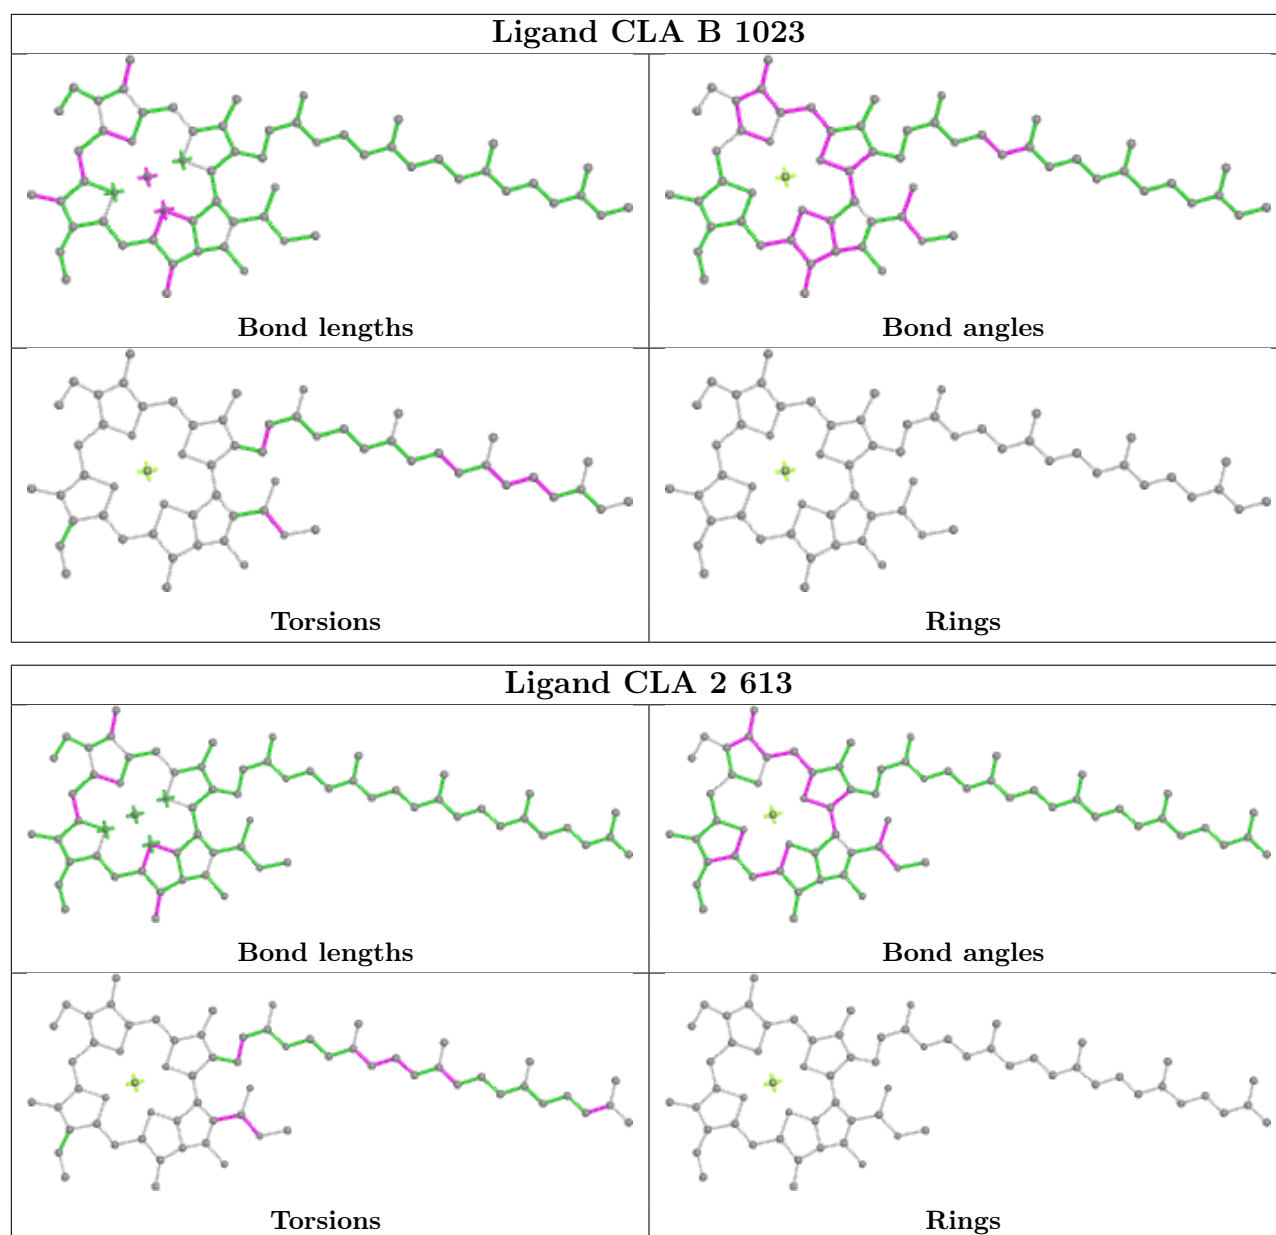 Ligand CLA B 1023
Bond lengths
Bond angles
Torsions
Rings
Ligand CLA 2 613
Bond lengths
Bond angles
Torsions
Rings